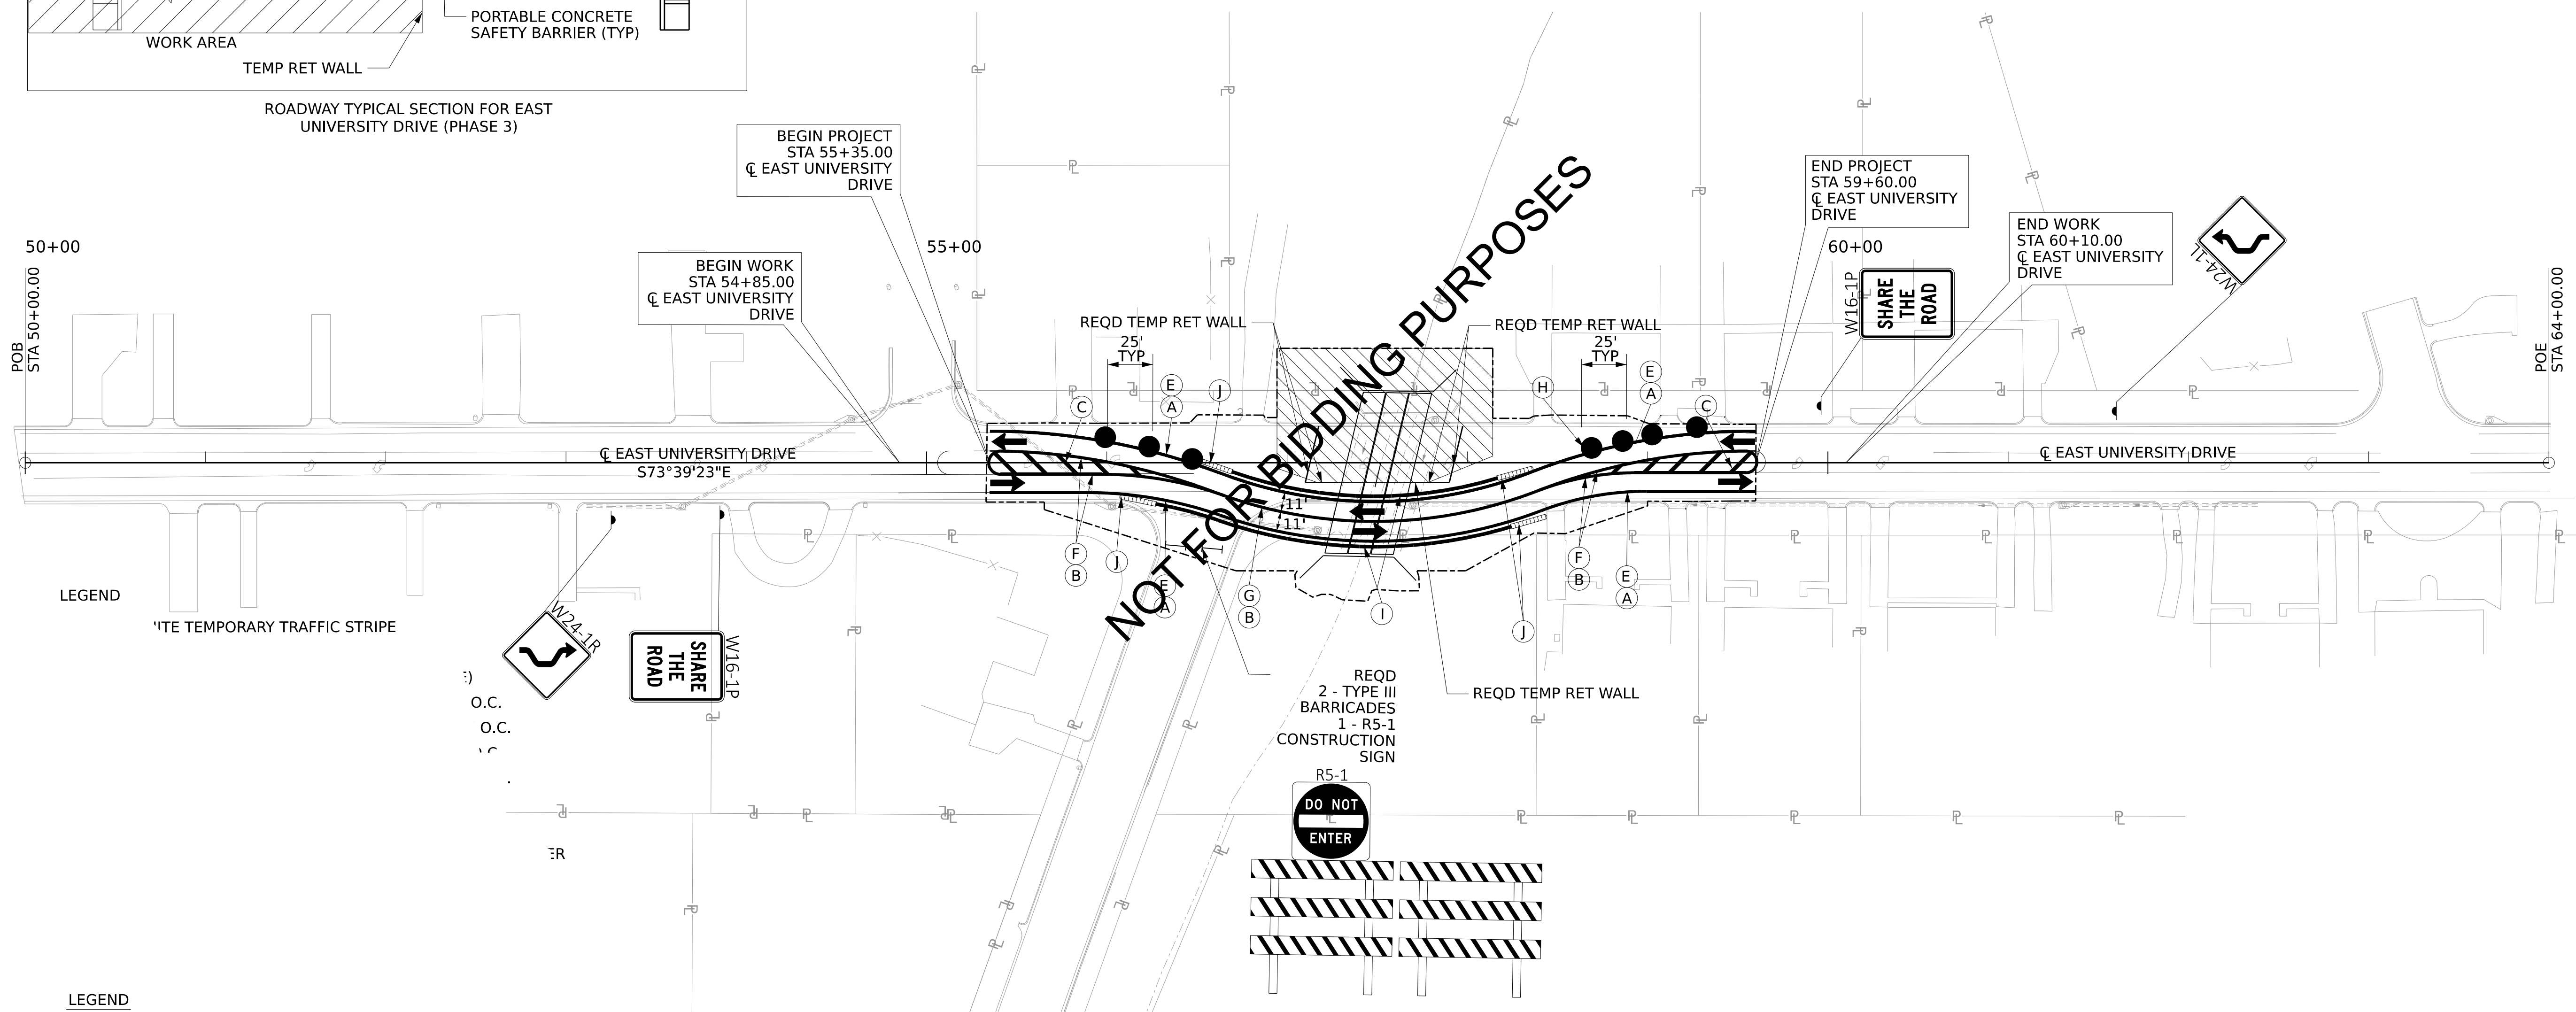 PORTABLE CONCRETE
SAFETY BARRIER (TYP)
WORK AREA
TEMP RET WALL
ROADWAY TYPICAL SECTION FOR EAST
UNIVERSITY DRIVE (PHASE 3)
BEGIN PROJECT
STA 55+35.00
℄ EAST UNIVERSITY
DRIVE
END PROJECT
STA 59+60.00
℄ EAST UNIVERSITY
DRIVE
50+00
55+00
60+00
BEGIN WORK
STA 54+85.00
℄ EAST UNIVERSITY
DRIVE
END WORK
STA 60+10.00
℄ EAST UNIVERSITY
DRIVE
W24-1L
W16-1P
SHARE
THE
ROAD
POB
STA 50+00.00
POE
STA 64+00.00
REQD TEMP RET WALL
REQD TEMP RET WALL
25'
TYP
25'
TYP
C
E
A
J
H
E
A
C
℄ EAST UNIVERSITY DRIVE
S73°39'23"E
℄ EAST UNIVERSITY DRIVE
11'
11'
NOT FOR BIDDING PURPOSES
F
B
J
E
A
G
B
I
J
F
B
E
A
LEGEND
ITE TEMPORARY TRAFFIC STRIPE
W24-1R
SHARE
THE
ROAD
W16-1P
E)
O.C.
O.C.
REQD
2 - TYPE III
BARRICADES
1 - R5-1
CONSTRUCTION
SIGN
REQD TEMP RET WALL
R5-1
DO NOT
ENTER
ER
LEGEND